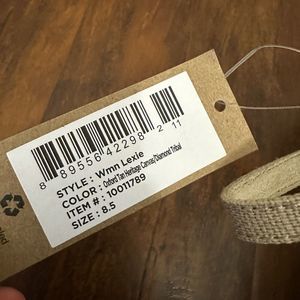 8 89556 42298 2 11
STYLE : Wmn Lexie
COLOR : Oxford Tan Heritage Canvas/Diamond Tribal
ITEM # : 10011789
SIZE : 8.5